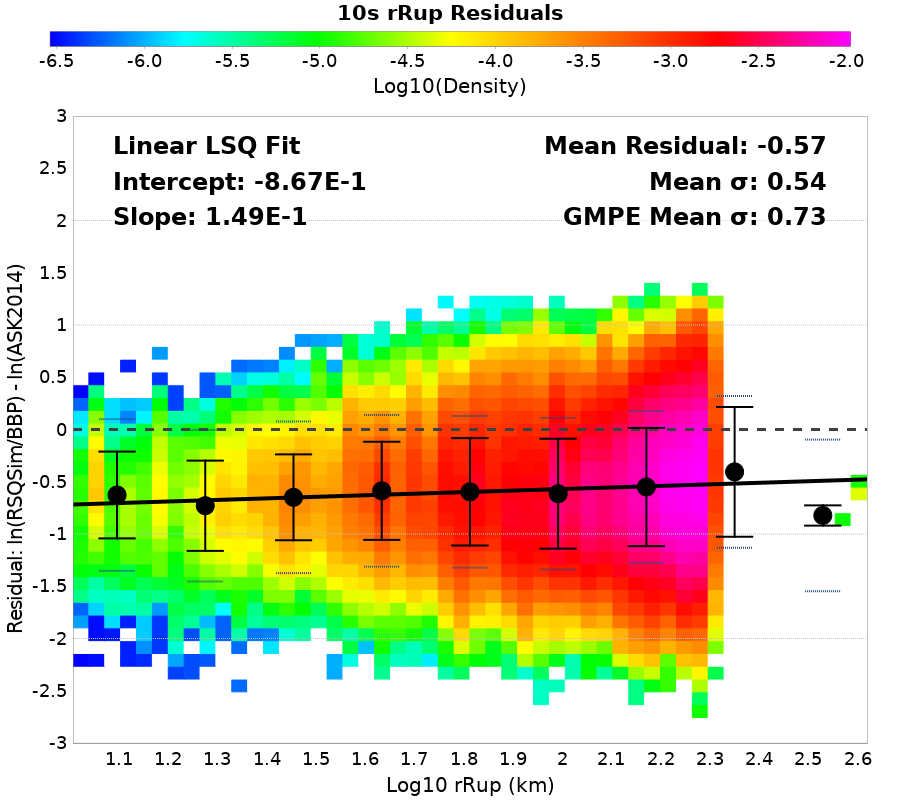 10s rRup Residuals
-6.5 -6.0 -5.5 -5.0 -4.5 -4.0 -3.5 -3.0 -2.5 -2.0
Log10(Density)
Linear LSQ Fit
Intercept: -8.67E-1
Slope: 1.49E-1
Mean Residual: -0.57
Mean σ: 0.54
GMPE Mean σ: 0.73
Residual: ln(RSQSim/BBP) - ln(ASK2014)
3
2.5
2
1.5
1
0.5
0
-0.5
-1
-1.5
-2
-2.5
-3
1.1 1.2 1.3 1.4 1.5 1.6 1.7 1.8 1.9 2 2.1 2.2 2.3 2.4 2.5 2.6
Log10 rRup (km)